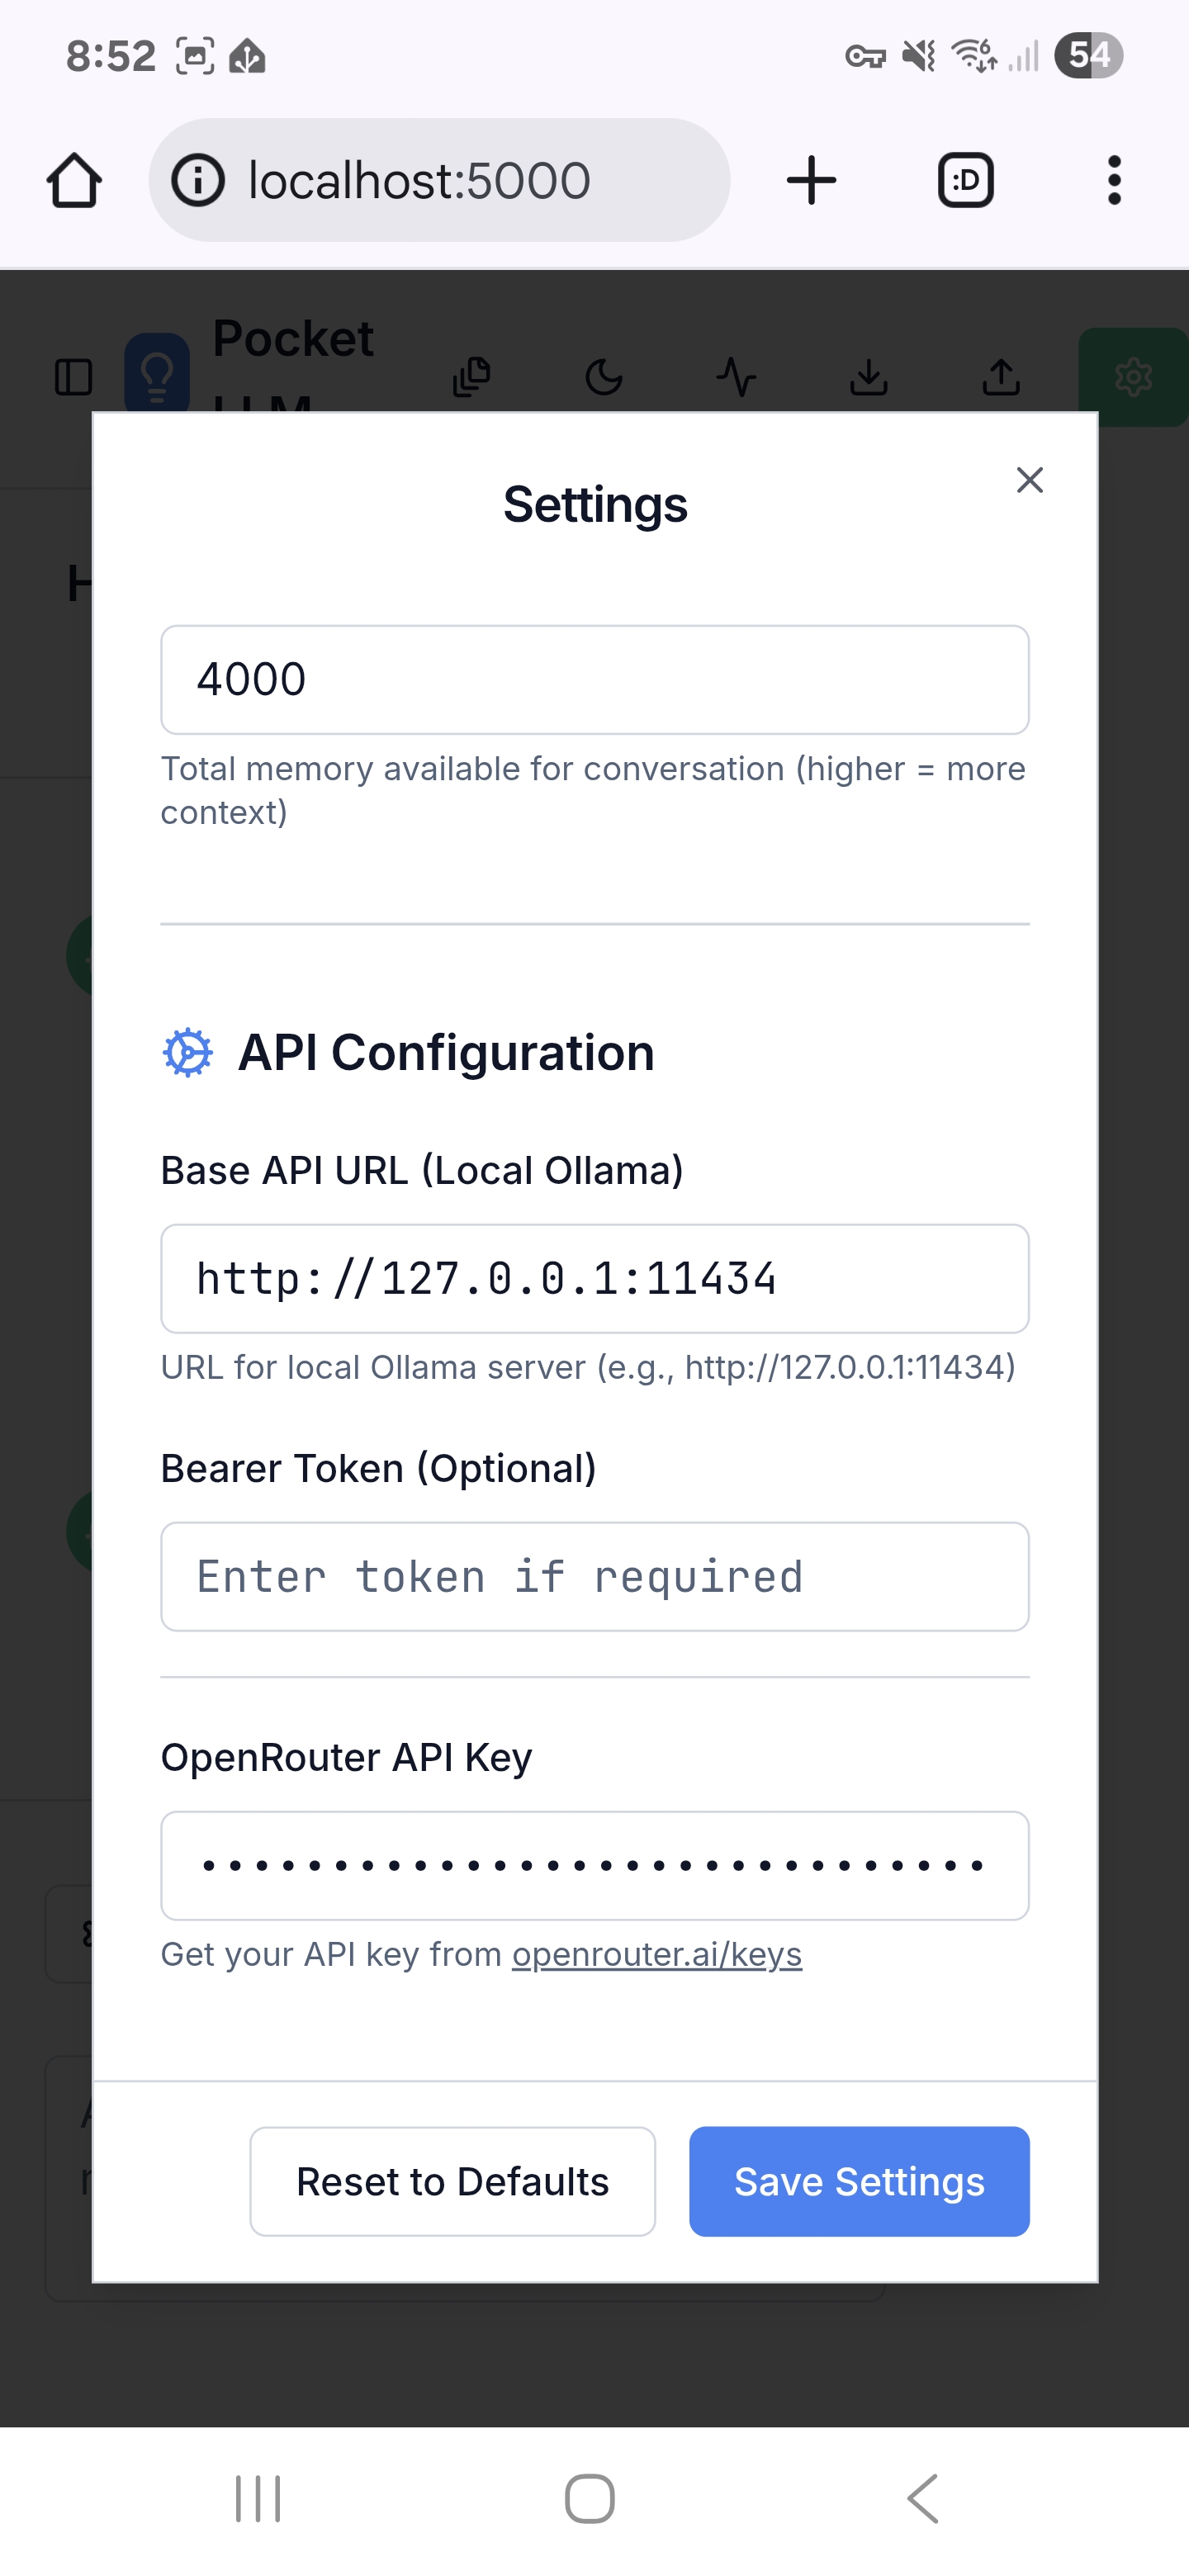 8:52
6
54
localhost:5000
:D
Pocket
LLM
Settings
H
4000
Total memory available for conversation (higher = more
context)
API Configuration
Base API URL (Local Ollama)
http://127.0.0.1:11434
URL for local Ollama server (e.g., http://127.0.0.1:11434)
Bearer Token (Optional)
Enter token if required
OpenRouter API Key
••••••••••••••••••••••••••••••
Get your API key from openrouter.ai/keys
Reset to Defaults
Save Settings